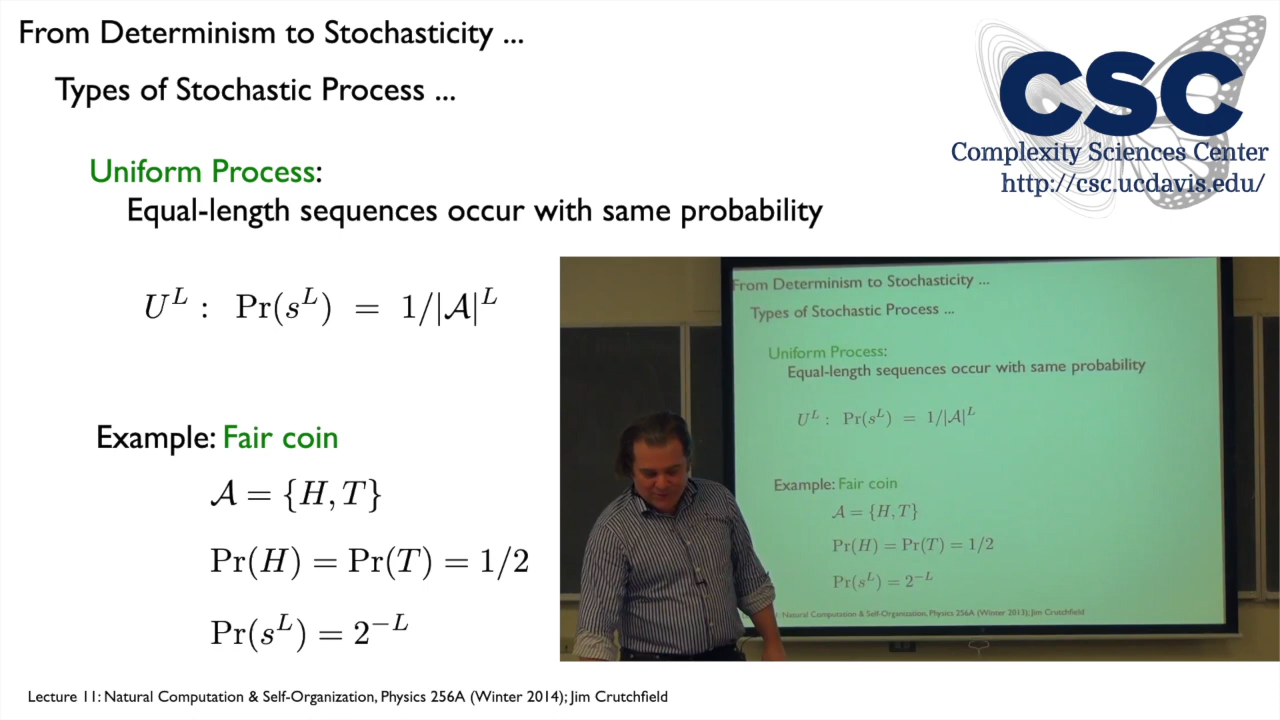 From Determinism to Stochasticity ...
Types of Stochastic Process ...
Uniform Process:
Equal-length sequences occur with same probability
U^L : Pr(s^L) = 1/|𝒜|^L
Example: Fair coin
𝒜 = {H, T}
Pr(H) = Pr(T) = 1/2
Pr(s^L) = 2^{-L}
Lecture 11: Natural Computation & Self-Organization, Physics 256A (Winter 2014); Jim Crutchfield
CSC
Complexity Sciences Center
http://csc.ucdavis.edu/
From Determinism to Stochasticity ...
Types of Stochastic Process ...
Uniform Process:
Equal-length sequences occur with same probability
U^L : Pr(s^L) = 1/|𝒜|^L
Example: Fair coin
𝒜 = {H, T}
Pr(H) = Pr(T) = 1/2
Pr(s^L) = 2^{-L}
: Natural Computation & Self-Organization, Physics 256A (Winter 2013); Jim Crutchfield